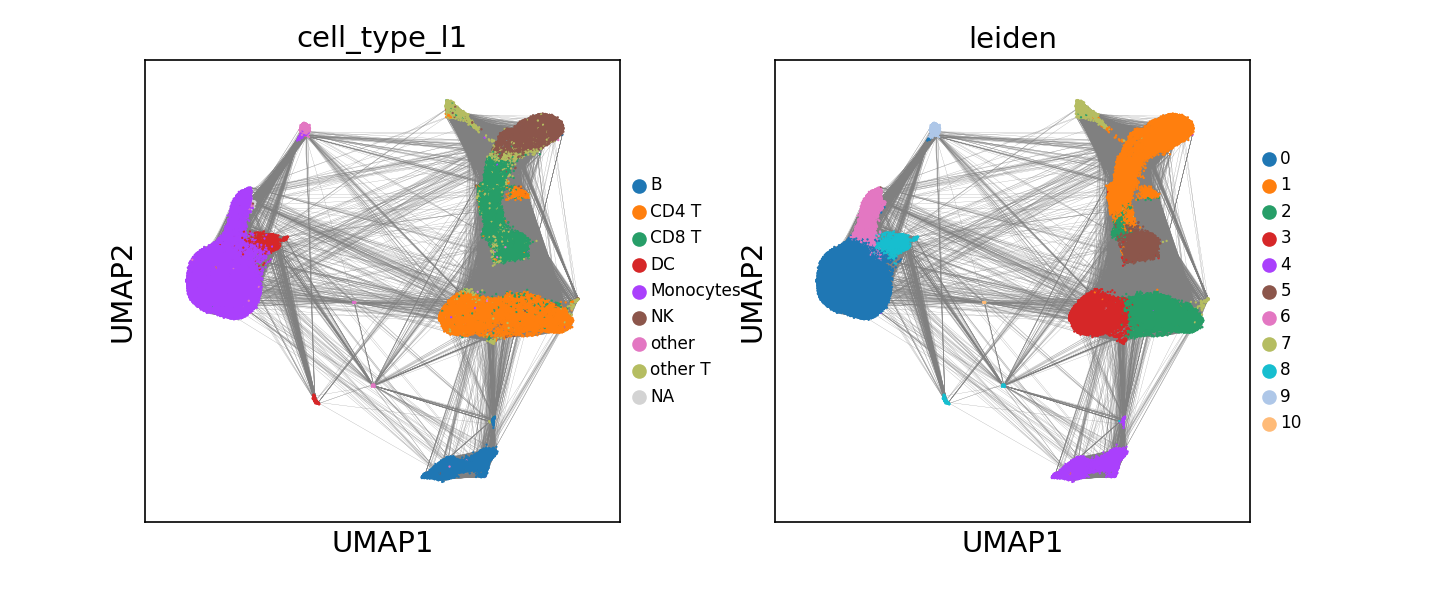 cell_type_l1
UMAP2
UMAP1
B
CD4 T
CD8 T
DC
Monocytes
NK
other
other T
NA
leiden
UMAP2
UMAP1
0
1
2
3
4
5
6
7
8
9
10